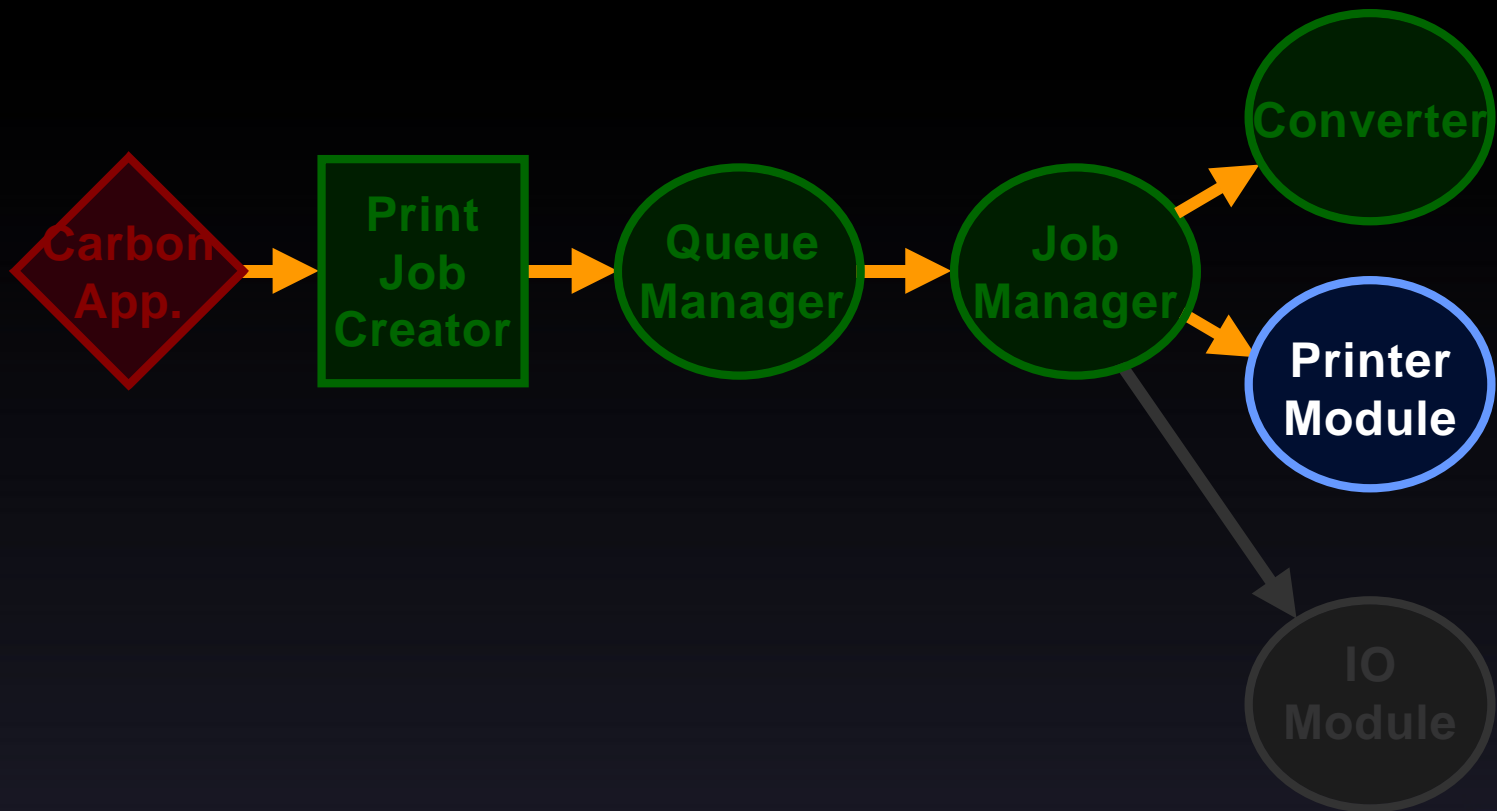 Carbon
App.
Print
Job
Creator
Queue
Manager
Job
Manager
Converter
Printer
Module
IO
Module